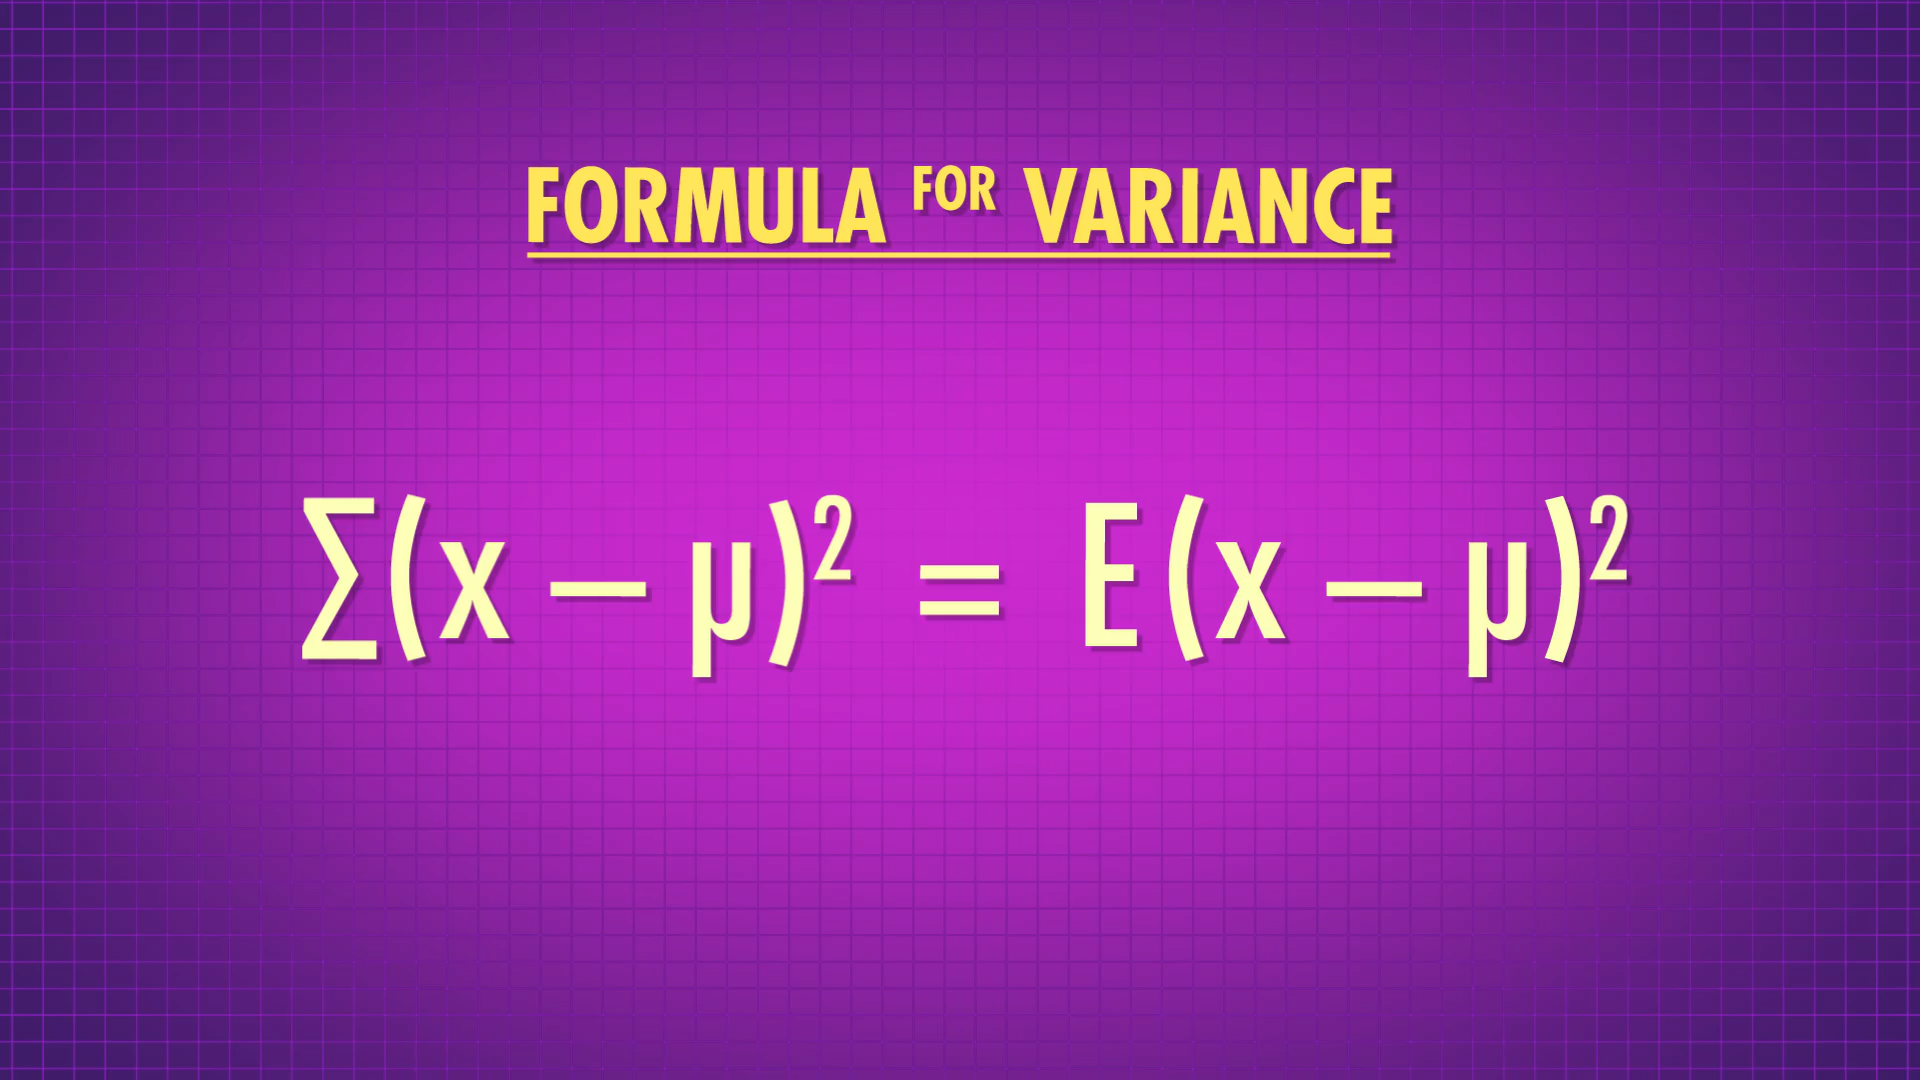 FORMULA FOR VARIANCE
Σ(x – μ)² = E(x – μ)²